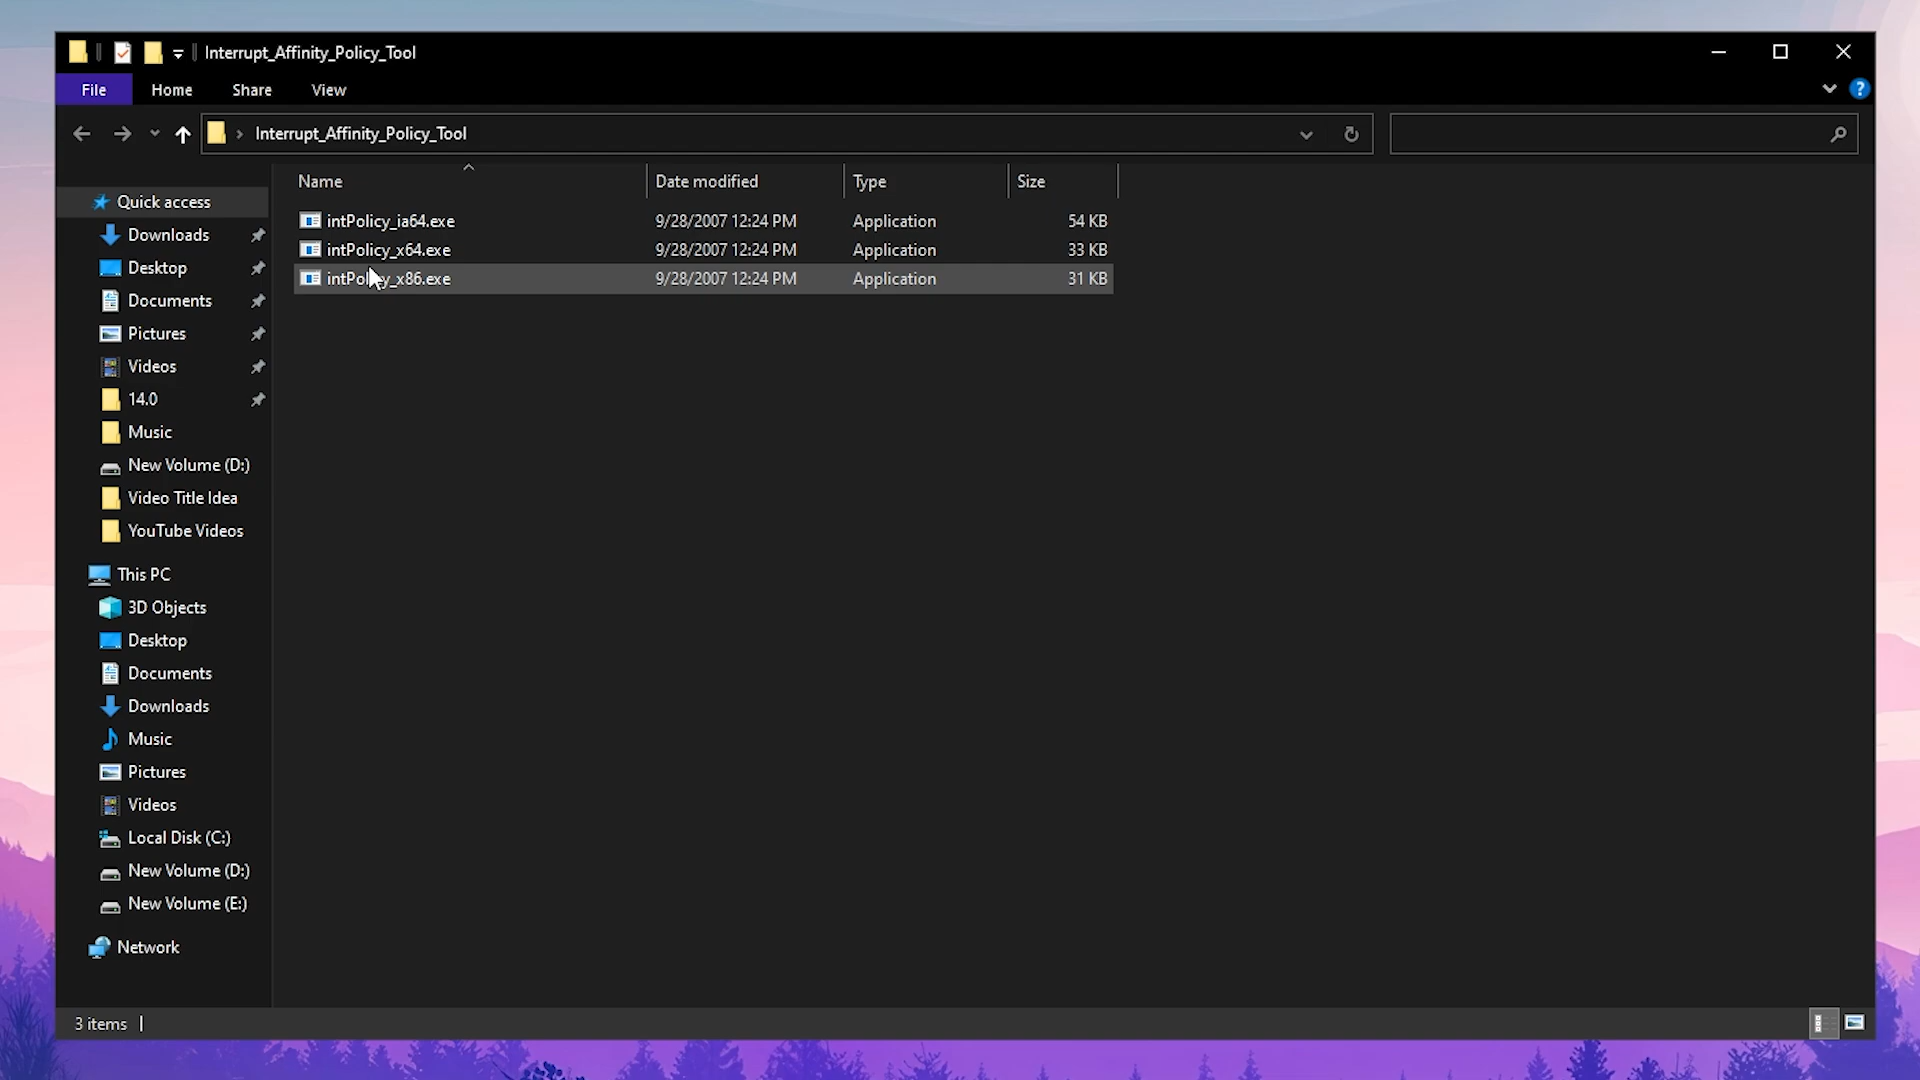 Interrupt_Affinity_Policy_Tool
File Home Share View
?
Interrupt_Affinity_Policy_Tool
Name Date modified Type Size
intPolicy_ia64.exe 9/28/2007 12:24 PM Application 54 KB
intPolicy_x64.exe 9/28/2007 12:24 PM Application 33 KB
intPolicy_x86.exe 9/28/2007 12:24 PM Application 31 KB
Quick access
Downloads
Desktop
Documents
Pictures
Videos
14.0
Music
New Volume (D:)
Video Title Idea
YouTube Videos
This PC
3D Objects
Desktop
Documents
Downloads
Music
Pictures
Videos
Local Disk (C:)
New Volume (D:)
New Volume (E:)
Network
3 items